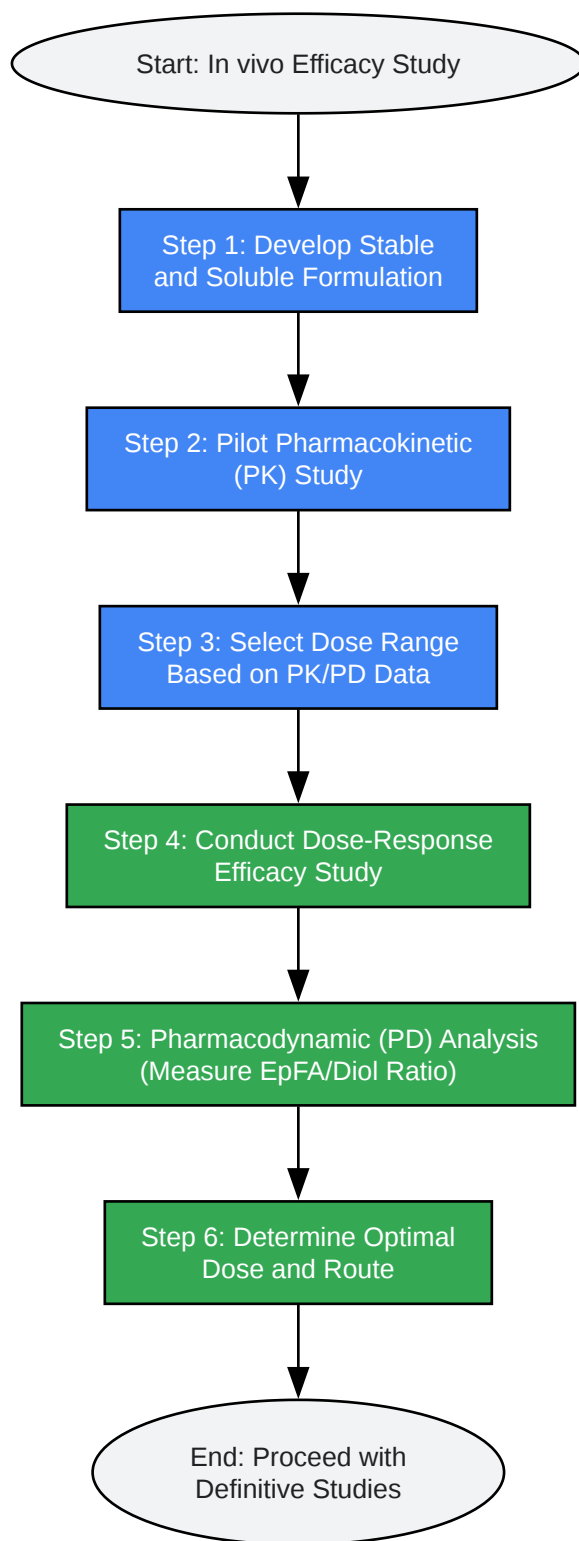 Start: In vivo Efficacy Study
Step 1: Develop Stable
and Soluble Formulation
Step 2: Pilot Pharmacokinetic
(PK) Study
Step 3: Select Dose Range
Based on PK/PD Data
Step 4: Conduct Dose-Response
Efficacy Study
Step 5: Pharmacodynamic (PD) Analysis
(Measure EpFA/Diol Ratio)
Step 6: Determine Optimal
Dose and Route
End: Proceed with
Definitive Studies